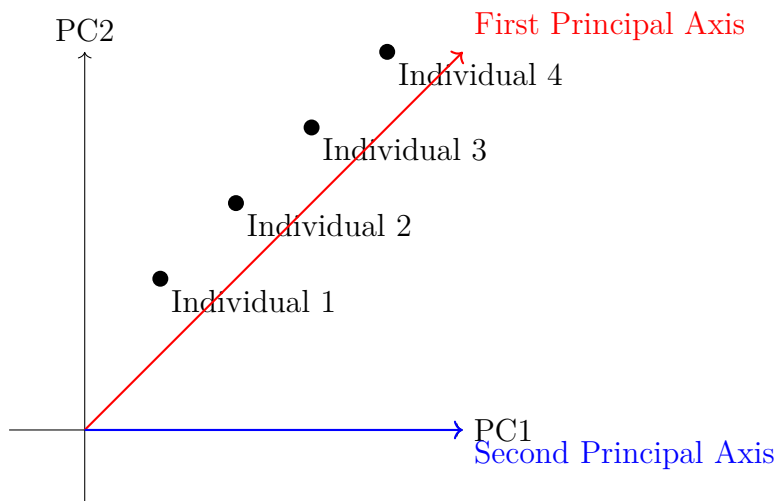 First Principal Axis
PC2
Individual 4
Individual 3
Individual 2
Individual 1
PC1
Second Principal Axis